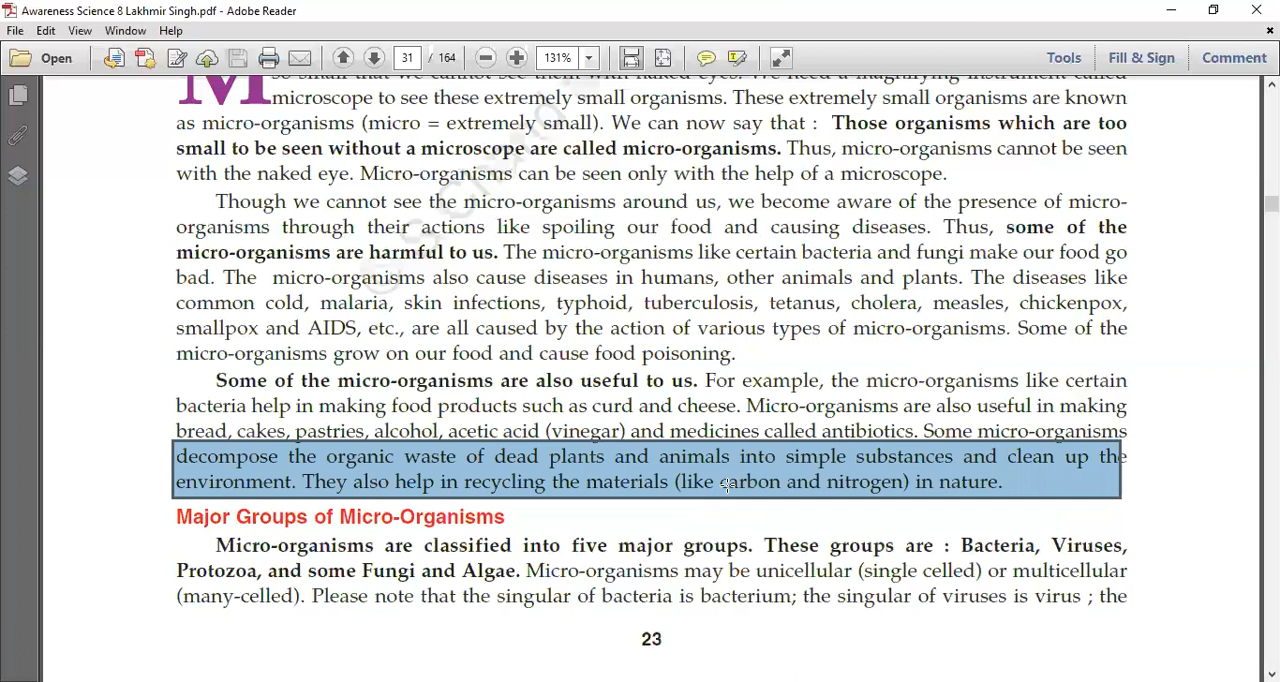 Awareness Science 8 Lakhmir Singh.pdf - Adobe Reader
File Edit View Window Help
Open 31 / 164 131% Tools Fill & Sign Comment
so small that we cannot see them with naked eyes. We need a magnifying instrument called
microscope to see these extremely small organisms. These extremely small organisms are known
as micro-organisms (micro = extremely small). We can now say that : Those organisms which are too
small to be seen without a microscope are called micro-organisms. Thus, micro-organisms cannot be seen
with the naked eye. Micro-organisms can be seen only with the help of a microscope.
Though we cannot see the micro-organisms around us, we become aware of the presence of micro-
organisms through their actions like spoiling our food and causing diseases. Thus, some of the
micro-organisms are harmful to us. The micro-organisms like certain bacteria and fungi make our food go
bad. The micro-organisms also cause diseases in humans, other animals and plants. The diseases like
common cold, malaria, skin infections, typhoid, tuberculosis, tetanus, cholera, measles, chickenpox,
smallpox and AIDS, etc., are all caused by the action of various types of micro-organisms. Some of the
micro-organisms grow on our food and cause food poisoning.
Some of the micro-organisms are also useful to us. For example, the micro-organisms like certain
bacteria help in making food products such as curd and cheese. Micro-organisms are also useful in making
bread, cakes, pastries, alcohol, acetic acid (vinegar) and medicines called antibiotics. Some micro-organisms
decompose the organic waste of dead plants and animals into simple substances and clean up the
environment. They also help in recycling the materials (like carbon and nitrogen) in nature.
Major Groups of Micro-Organisms
Micro-organisms are classified into five major groups. These groups are : Bacteria, Viruses,
Protozoa, and some Fungi and Algae. Micro-organisms may be unicellular (single celled) or multicellular
(many-celled). Please note that the singular of bacteria is bacterium; the singular of viruses is virus ; the
23